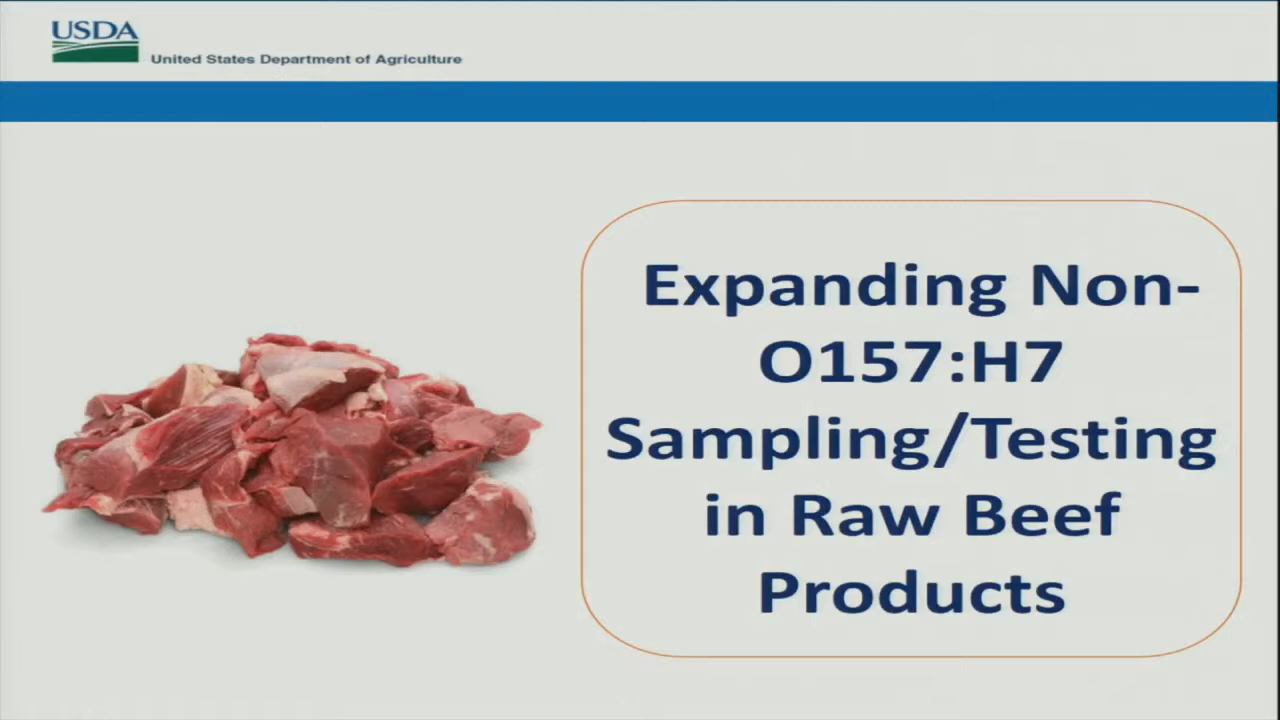 USDA
United States Department of Agriculture
Expanding Non-
O157:H7
Sampling/Testing
in Raw Beef
Products